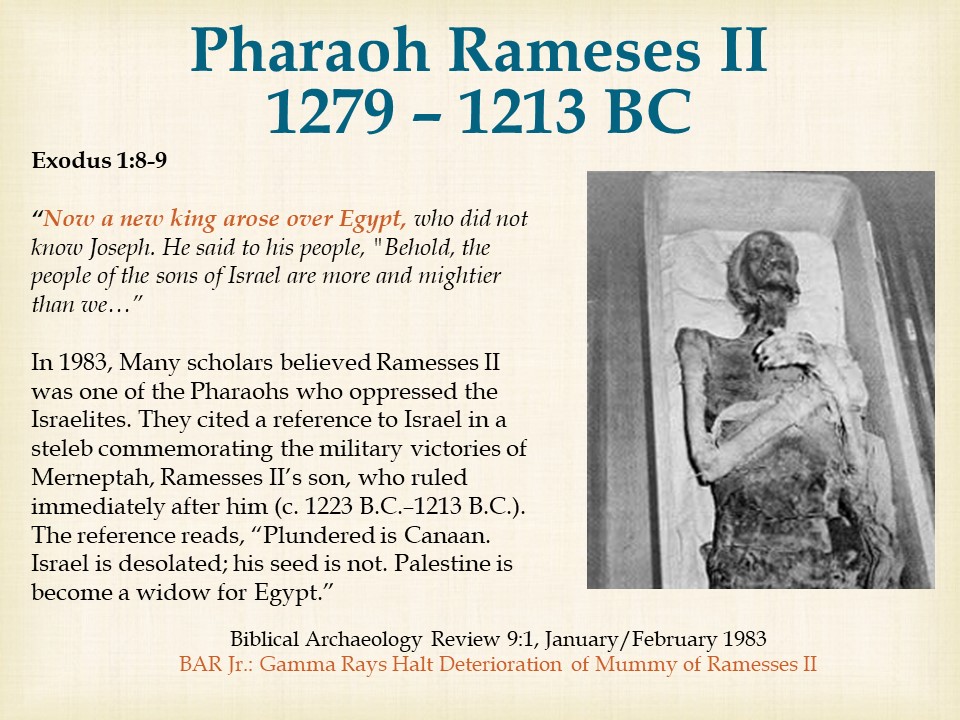 Pharaoh Rameses II
1279 – 1213 BC
Exodus 1:8-9
“Now a new king arose over Egypt, who did not
know Joseph. He said to his people, "Behold, the
people of the sons of Israel are more and mightier
than we…”
In 1983, Many scholars believed Ramesses II
was one of the Pharaohs who oppressed the
Israelites. They cited a reference to Israel in a
steleb commemorating the military victories of
Merneptah, Ramesses II’s son, who ruled
immediately after him (c. 1223 B.C.–1213 B.C.).
The reference reads, “Plundered is Canaan.
Israel is desolated; his seed is not. Palestine is
become a widow for Egypt.”
Biblical Archaeology Review 9:1, January/February 1983
BAR Jr.: Gamma Rays Halt Deterioration of Mummy of Ramesses II